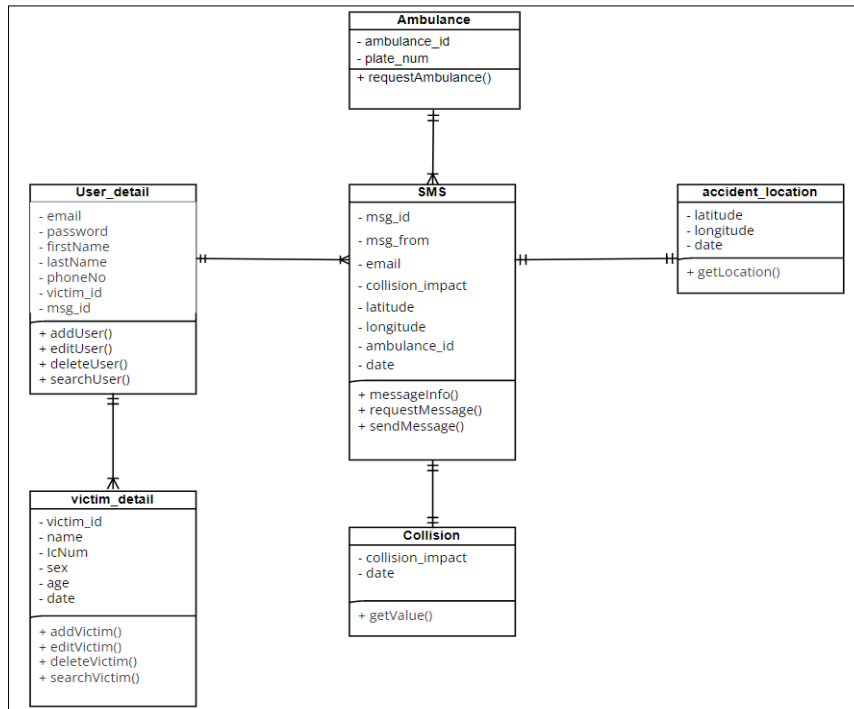 Ambulance
- ambulance_id
- plate_num
+ requestAmbulance()
User_detail
- email
- password
- firstName
- lastName
- phoneNo
- victim_id
- msg_id
+ addUser()
+ editUser()
+ deleteUser()
+ searchUser()
SMS
- msg_id
- msg_from
- email
- collision_impact
- latitude
- longitude
- ambulance_id
- date
+ messageInfo()
+ requestMessage()
+ sendMessage()
accident_location
- latitude
- longitude
- date
+ getLocation()
victim_detail
- victim_id
- name
- IcNum
- sex
- age
- date
+ addVictim()
+ editVictim()
+ deleteVictim()
+ searchVictim()
Collision
- collision_impact
- date
+ getValue()